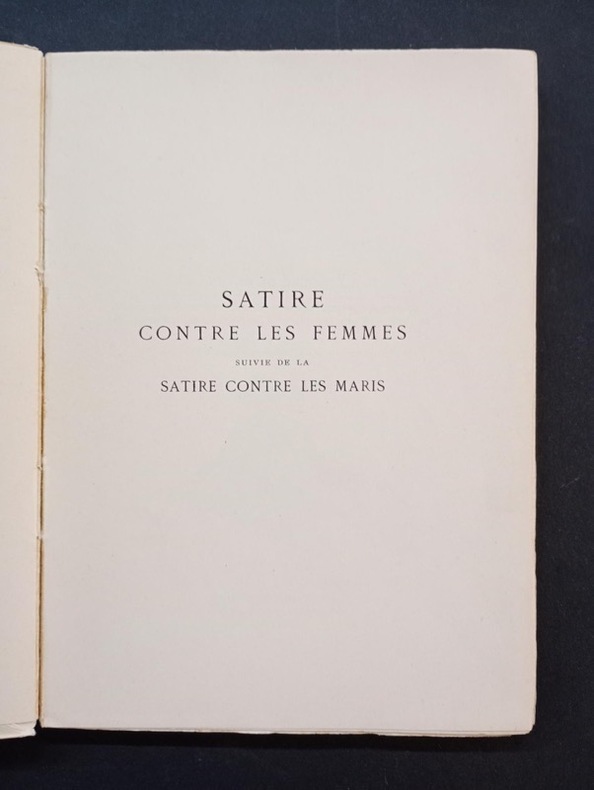 SATIRE
CONTRE LES FEMMES
SUIVIE DE LA
SATIRE CONTRE LES MARIS